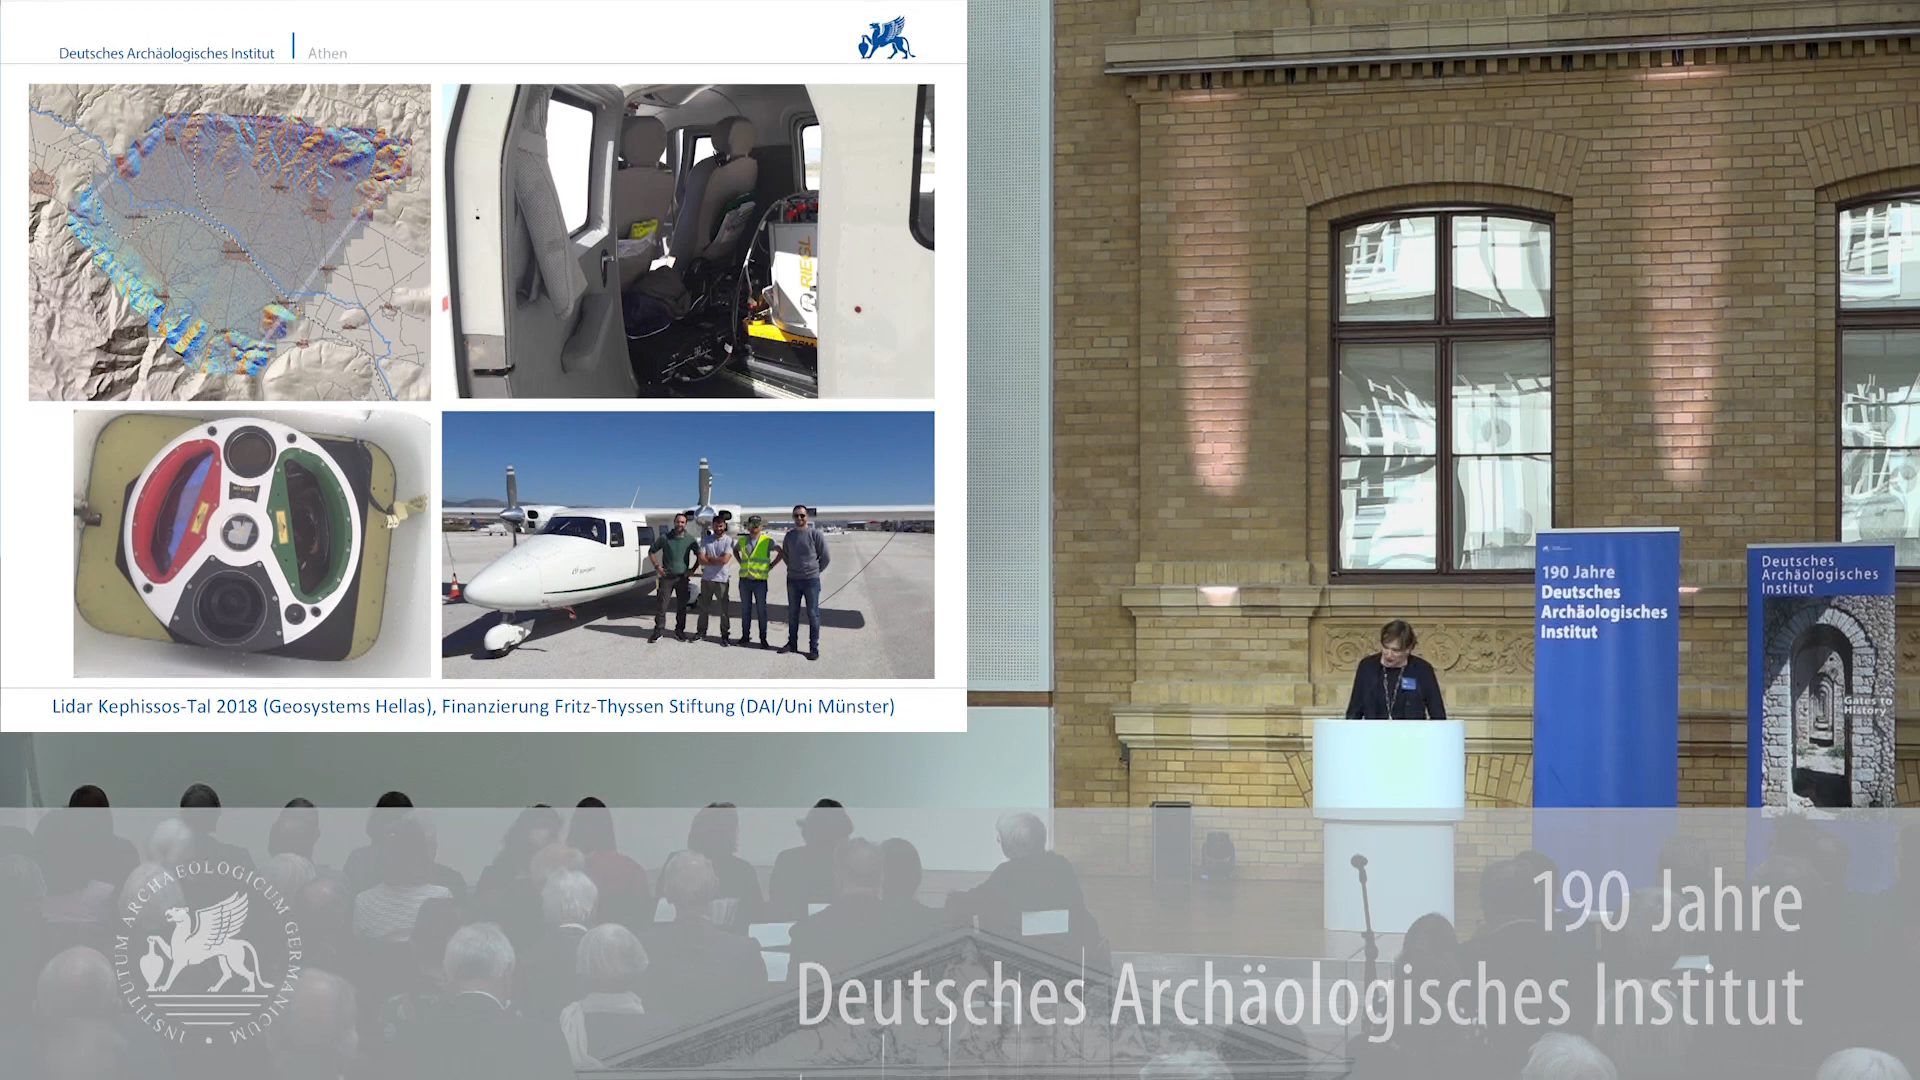 Deutsches Archäologisches Institut | Athen
RIEGL
Lidar Kephissos-Tal 2018 (Geosystems Hellas), Finanzierung Fritz-Thyssen Stiftung (DAI/Uni Münster)
190 Jahre
Deutsches
Archäologisches
Institut
Deutsches
Archäologisches
Institut
Gates to
History
INSTITUTUM ARCHAEOLOGICUM GERMANICUM
190 Jahre
Deutsches Archäologisches Institut